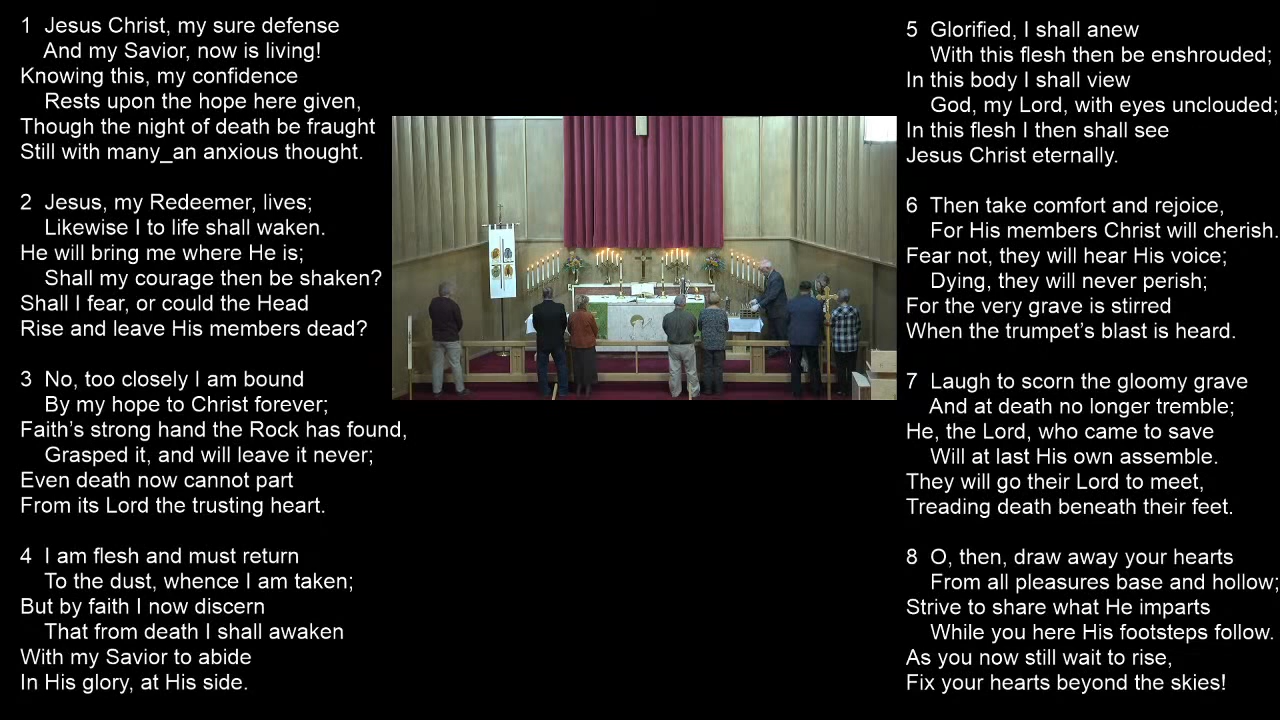 1 Jesus Christ, my sure defense
And my Savior, now is living!
Knowing this, my confidence
Rests upon the hope here given,
Though the night of death be fraught
Still with many_an anxious thought.
2 Jesus, my Redeemer, lives;
Likewise I to life shall waken.
He will bring me where He is;
Shall my courage then be shaken?
Shall I fear, or could the Head
Rise and leave His members dead?
3 No, too closely I am bound
By my hope to Christ forever;
Faith's strong hand the Rock has found,
Grasped it, and will leave it never;
Even death now cannot part
From its Lord the trusting heart.
4 I am flesh and must return
To the dust, whence I am taken;
But by faith I now discern
That from death I shall awaken
With my Savior to abide
In His glory, at His side.
5 Glorified, I shall anew
With this flesh then be enshrouded;
In this body I shall view
God, my Lord, with eyes unclouded;
In this flesh I then shall see
Jesus Christ eternally.
6 Then take comfort and rejoice,
For His members Christ will cherish.
Fear not, they will hear His voice;
Dying, they will never perish;
For the very grave is stirred
When the trumpet's blast is heard.
7 Laugh to scorn the gloomy grave
And at death no longer tremble;
He, the Lord, who came to save
Will at last His own assemble.
They will go their Lord to meet,
Treading death beneath their feet.
8 O, then, draw away your hearts
From all pleasures base and hollow;
Strive to share what He imparts
While you here His footsteps follow.
As you now still wait to rise,
Fix your hearts beyond the skies!